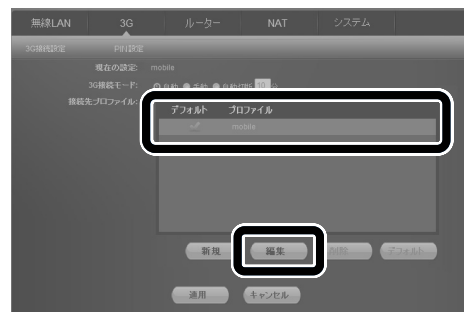 無線LAN 3G ルーター NAT システム
3G接続設定 PIN設定
現在の設定: mobile
3G接続モード: 自動 手動 自動切断 10 分
接続先プロファイル:
デフォルト プロファイル
mobile
新規 編集 削除 デフォルト
適用 キャンセル